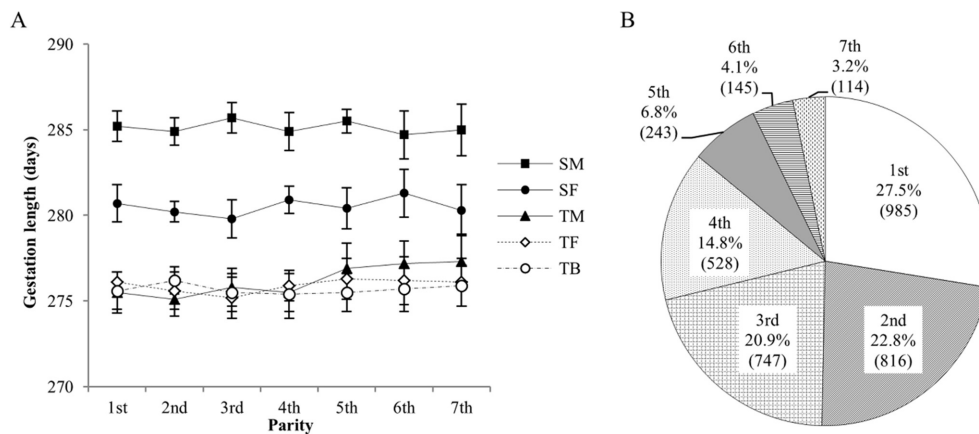 A
Gestation length (days)
290
285
280
275
270
1st 2nd 3rd 4th 5th 6th 7th
Parity
SM
SF
TM
TF
TB
B
1st
27.5%
(985)
2nd
22.8%
(816)
3rd
20.9%
(747)
4th
14.8%
(528)
5th
6.8%
(243)
6th
4.1%
(145)
7th
3.2%
(114)